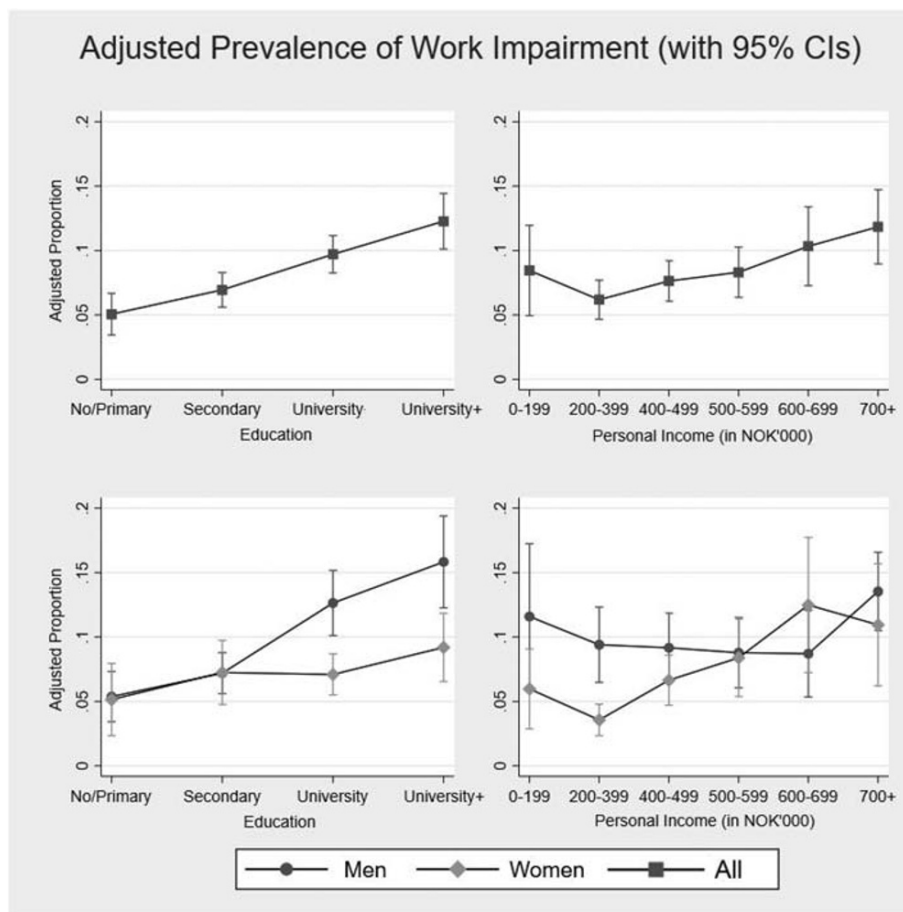 Adjusted Prevalence of Work Impairment (with 95% CIs)
Adjusted Proportion
.2
.15
.1
.05
0
No/Primary Secondary University University+
Education
.2
.15
.1
.05
0
0-199 200-399 400-499 500-599 600-699 700+
Personal Income (in NOK'000)
Adjusted Proportion
.2
.15
.1
.05
0
No/Primary Secondary University University+
Education
.2
.15
.1
.05
0
0-199 200-399 400-499 500-599 600-699 700+
Personal Income (in NOK'000)
Men Women All